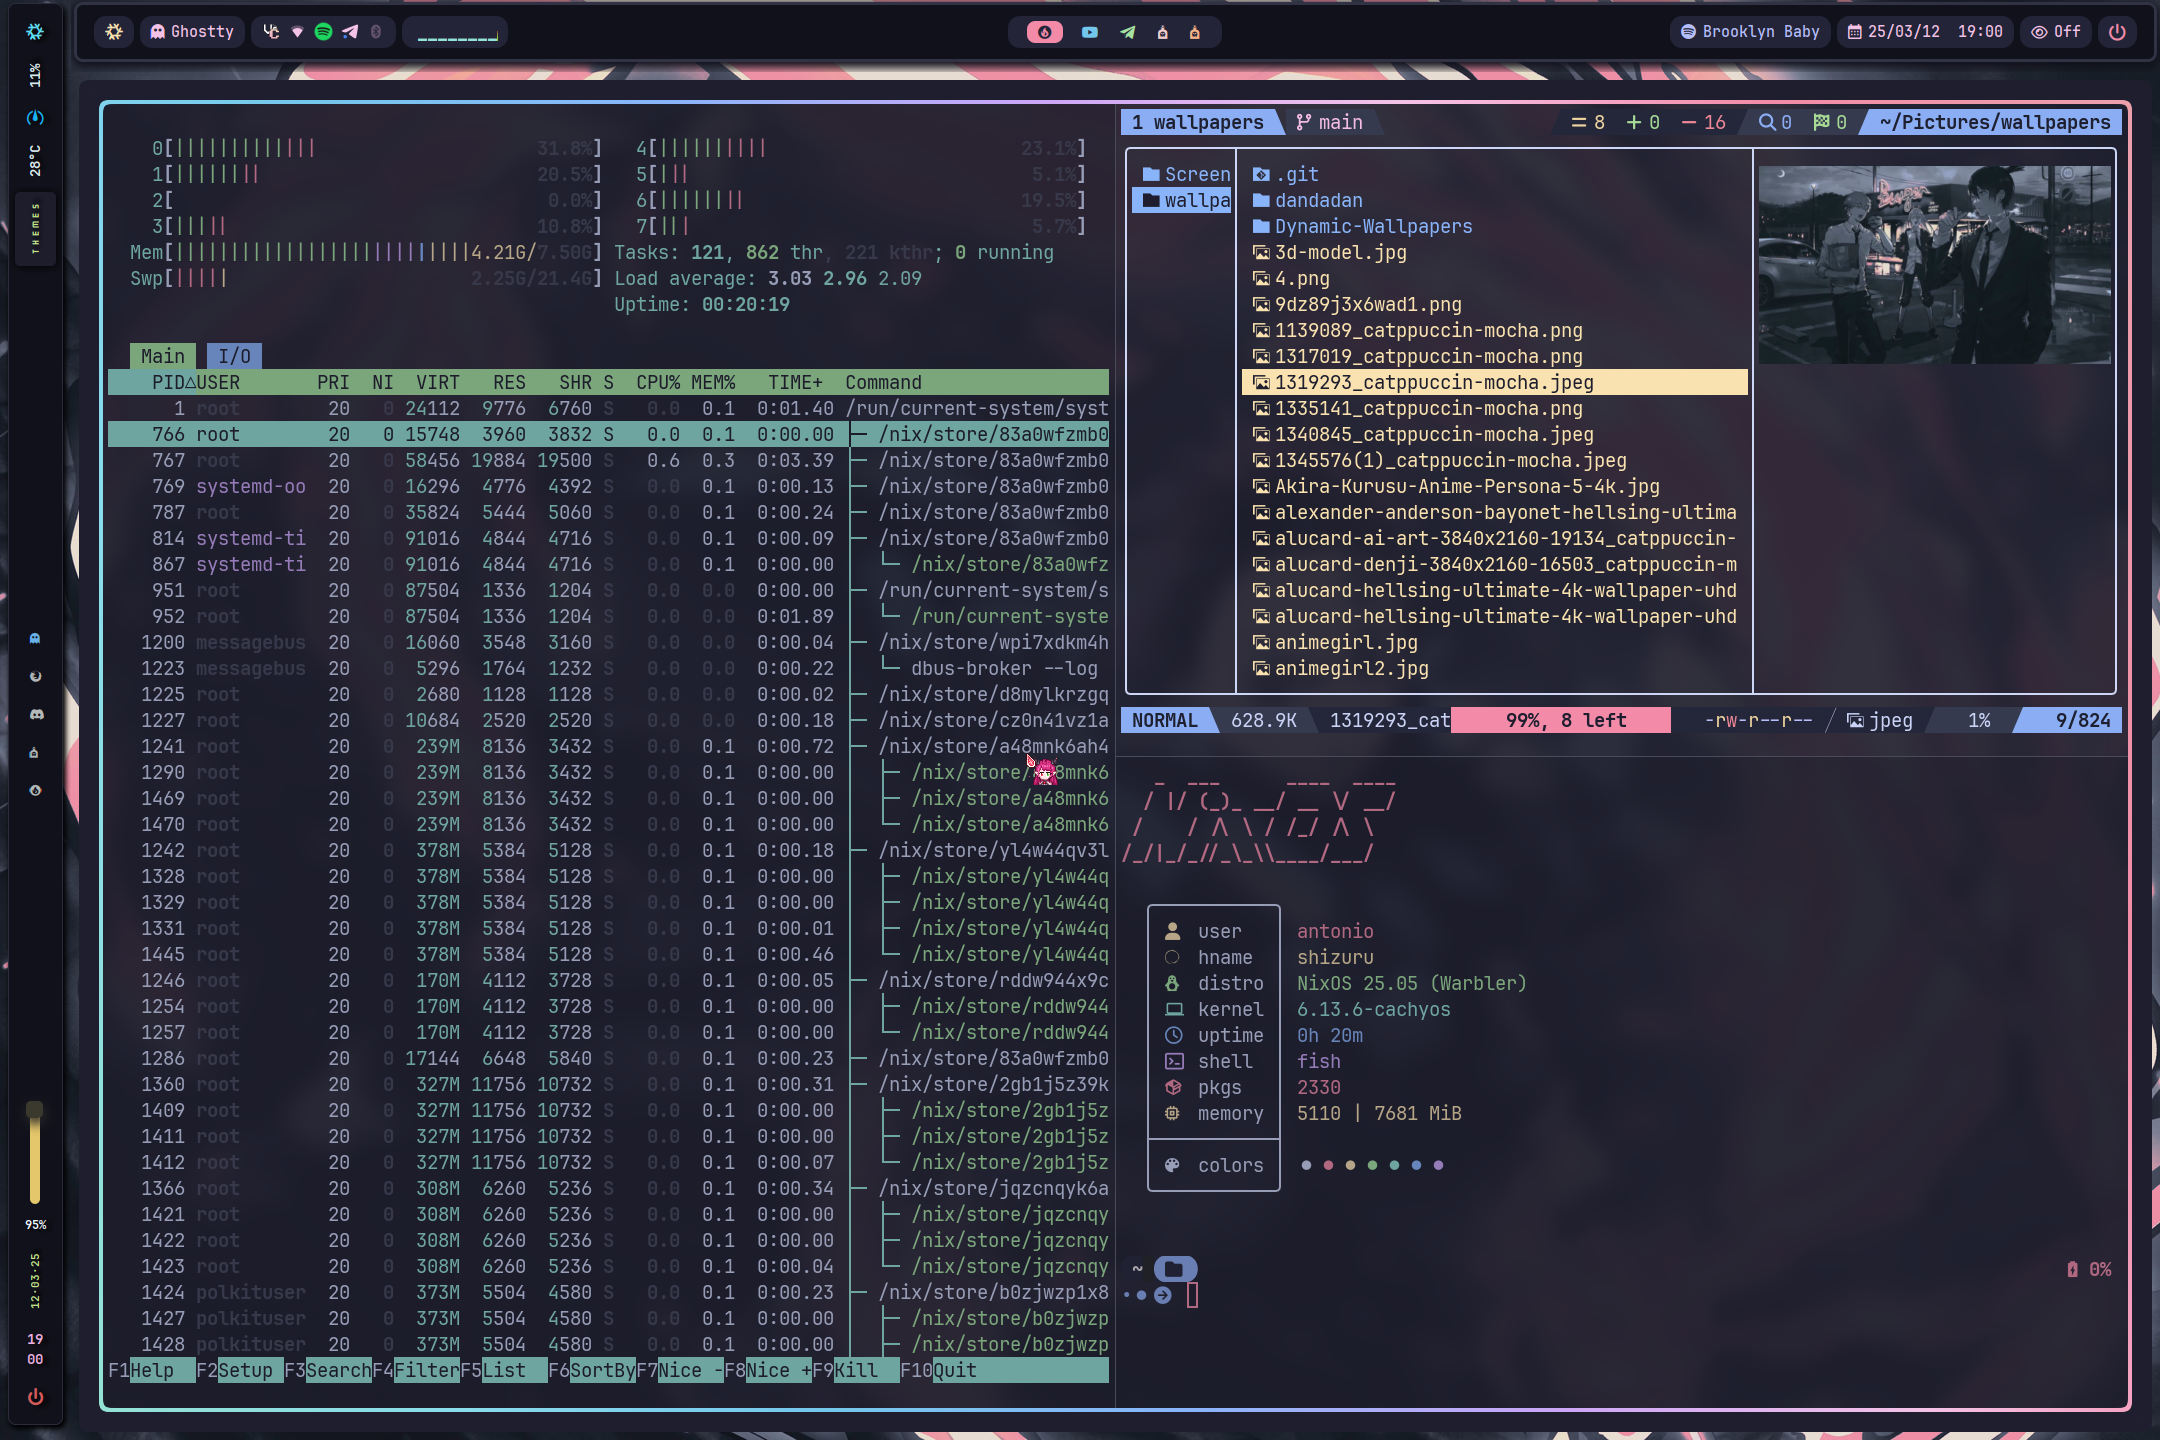 Ghostty
Brooklyn Baby
25/03/12 19:00
Off
11%
28°C
THEMES
95%
12·03·25
19
00
0[||||||||||||| 31.8%]
1[|||||||| 20.5%]
2[ 0.0%]
3[||||| 10.8%]
4[|||||||||| 23.1%]
5[||| 5.1%]
6[|||||||| 19.5%]
7[||| 5.7%]
Mem[|||||||||||||||||||||||||||4.21G/7.50G]
Swp[||||| 2.25G/21.4G]
Tasks: 121, 862 thr, 221 kthr; 0 running
Load average: 3.03 2.96 2.09
Uptime: 00:20:19
Main I/O
PID△USER PRI NI VIRT RES SHR S CPU% MEM% TIME+ Command
1 root 20 0 24112 9776 6760 S 0.0 0.1 0:01.40 /run/current-system/syst
766 root 20 0 15748 3960 3832 S 0.0 0.1 0:00.00 ├─ /nix/store/83a0wfzmb0
767 root 20 0 58456 19884 19500 S 0.6 0.3 0:03.39 ├─ /nix/store/83a0wfzmb0
769 systemd-oo 20 0 16296 4776 4392 S 0.0 0.1 0:00.13 ├─ /nix/store/83a0wfzmb0
787 root 20 0 35824 5444 5060 S 0.0 0.1 0:00.24 ├─ /nix/store/83a0wfzmb0
814 systemd-ti 20 0 91016 4844 4716 S 0.0 0.1 0:00.09 ├─ /nix/store/83a0wfzmb0
867 systemd-ti 20 0 91016 4844 4716 S 0.0 0.1 0:00.00 │ └─ /nix/store/83a0wfz
951 root 20 0 87504 1336 1204 S 0.0 0.0 0:00.00 ├─ /run/current-system/s
952 root 20 0 87504 1336 1204 S 0.0 0.0 0:01.89 │ └─ /run/current-syste
1200 messagebus 20 0 16060 3548 3160 S 0.0 0.0 0:00.04 ├─ /nix/store/wpi7xdkm4h
1223 messagebus 20 0 5296 1764 1232 S 0.0 0.0 0:00.22 │ └─ dbus-broker --log
1225 root 20 0 2680 1128 1128 S 0.0 0.0 0:00.02 ├─ /nix/store/d8mylkrzgq
1227 root 20 0 10684 2520 2520 S 0.0 0.0 0:00.18 ├─ /nix/store/cz0n41vz1a
1241 root 20 0 239M 8136 3432 S 0.0 0.1 0:00.72 ├─ /nix/store/a48mnk6ah4
1290 root 20 0 239M 8136 3432 S 0.0 0.1 0:00.00 │ ├─ /nix/store/ 8mnk6
1469 root 20 0 239M 8136 3432 S 0.0 0.1 0:00.00 │ ├─ /nix/store/a48mnk6
1470 root 20 0 239M 8136 3432 S 0.0 0.1 0:00.00 │ └─ /nix/store/a48mnk6
1242 root 20 0 378M 5384 5128 S 0.0 0.1 0:00.18 ├─ /nix/store/yl4w44qv3l
1328 root 20 0 378M 5384 5128 S 0.0 0.1 0:00.00 │ ├─ /nix/store/yl4w44q
1329 root 20 0 378M 5384 5128 S 0.0 0.1 0:00.00 │ ├─ /nix/store/yl4w44q
1331 root 20 0 378M 5384 5128 S 0.0 0.1 0:00.01 │ ├─ /nix/store/yl4w44q
1445 root 20 0 378M 5384 5128 S 0.0 0.1 0:00.46 │ └─ /nix/store/yl4w44q
1246 root 20 0 170M 4112 3728 S 0.0 0.1 0:00.05 ├─ /nix/store/rddw944x9c
1254 root 20 0 170M 4112 3728 S 0.0 0.1 0:00.00 │ ├─ /nix/store/rddw944
1257 root 20 0 170M 4112 3728 S 0.0 0.1 0:00.00 │ └─ /nix/store/rddw944
1286 root 20 0 17144 6648 5840 S 0.0 0.1 0:00.23 ├─ /nix/store/83a0wfzmb0
1360 root 20 0 327M 11756 10732 S 0.0 0.1 0:00.31 ├─ /nix/store/2gb1j5z39k
1409 root 20 0 327M 11756 10732 S 0.0 0.1 0:00.00 │ ├─ /nix/store/2gb1j5z
1411 root 20 0 327M 11756 10732 S 0.0 0.1 0:00.00 │ ├─ /nix/store/2gb1j5z
1412 root 20 0 327M 11756 10732 S 0.0 0.1 0:00.07 │ └─ /nix/store/2gb1j5z
1366 root 20 0 308M 6260 5236 S 0.0 0.1 0:00.34 ├─ /nix/store/jqzcnqyk6a
1421 root 20 0 308M 6260 5236 S 0.0 0.1 0:00.00 │ ├─ /nix/store/jqzcnqy
1422 root 20 0 308M 6260 5236 S 0.0 0.1 0:00.00 │ ├─ /nix/store/jqzcnqy
1423 root 20 0 308M 6260 5236 S 0.0 0.1 0:00.04 │ └─ /nix/store/jqzcnqy
1424 polkituser 20 0 373M 5504 4580 S 0.0 0.1 0:00.23 ├─ /nix/store/b0zjwzp1x8
1427 polkituser 20 0 373M 5504 4580 S 0.0 0.1 0:00.00 │ ├─ /nix/store/b0zjwzp
1428 polkituser 20 0 373M 5504 4580 S 0.0 0.1 0:00.00 │ ├─ /nix/store/b0zjwzp
F1Help F2Setup F3SearchF4FilterF5List F6SortByF7Nice -F8Nice +F9Kill F10Quit
1 wallpapers main = 8 + 0 − 16 0 0 ~/Pictures/wallpapers
Screen
wallpa
.git
dandadan
Dynamic-Wallpapers
3d-model.jpg
4.png
9dz89j3x6wad1.png
1139089_catppuccin-mocha.png
1317019_catppuccin-mocha.png
1319293_catppuccin-mocha.jpeg
1335141_catppuccin-mocha.png
1340845_catppuccin-mocha.jpeg
1345576(1)_catppuccin-mocha.jpeg
Akira-Kurusu-Anime-Persona-5-4k.jpg
alexander-anderson-bayonet-hellsing-ultima
alucard-ai-art-3840x2160-19134_catppuccin-
alucard-denji-3840x2160-16503_catppuccin-m
alucard-hellsing-ultimate-4k-wallpaper-uhd
alucard-hellsing-ultimate-4k-wallpaper-uhd
animegirl.jpg
animegirl2.jpg
Burger
NORMAL 628.9K 1319293_cat 99%, 8 left -rw-r--r-- jpeg 1% 9/824
user antonio
hname shizuru
distro NixOS 25.05 (Warbler)
kernel 6.13.6-cachyos
uptime 0h 20m
shell fish
pkgs 2330
memory 5110 | 7681 MiB
colors
~
0%